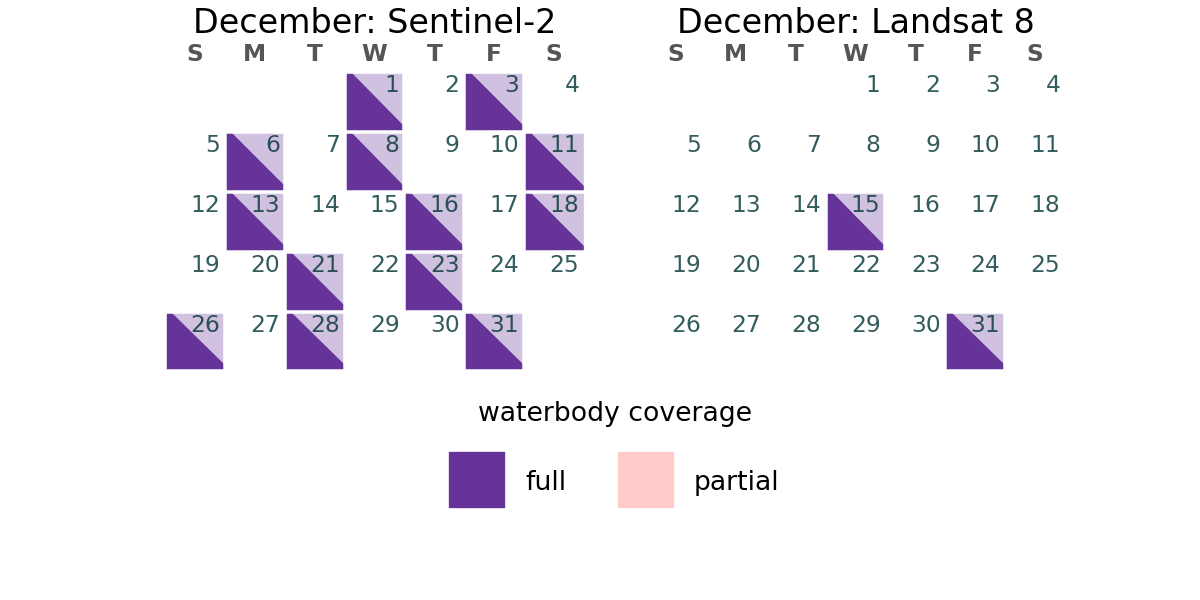 December: Sentinel-2
S M T W T F S
1 2 3 4
5 6 7 8 9 10 11
12 13 14 15 16 17 18
19 20 21 22 23 24 25
26 27 28 29 30 31
December: Landsat 8
S M T W T F S
1 2 3 4
5 6 7 8 9 10 11
12 13 14 15 16 17 18
19 20 21 22 23 24 25
26 27 28 29 30 31
waterbody coverage
full partial